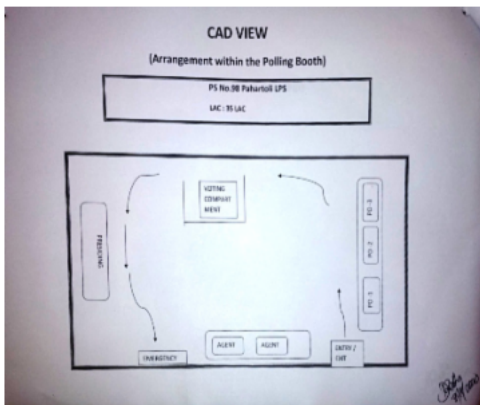 CAD VIEW
(Arrangement within the Polling Booth)
PS No.98 Pahartoli LPS
LAC : 35 LAC
VOTING
COMPART
MENT
PRESIDING
PO-3
PO-2
PO-1
AGENT
AGENT
EMERGENCY
ENTRY /
EXIT